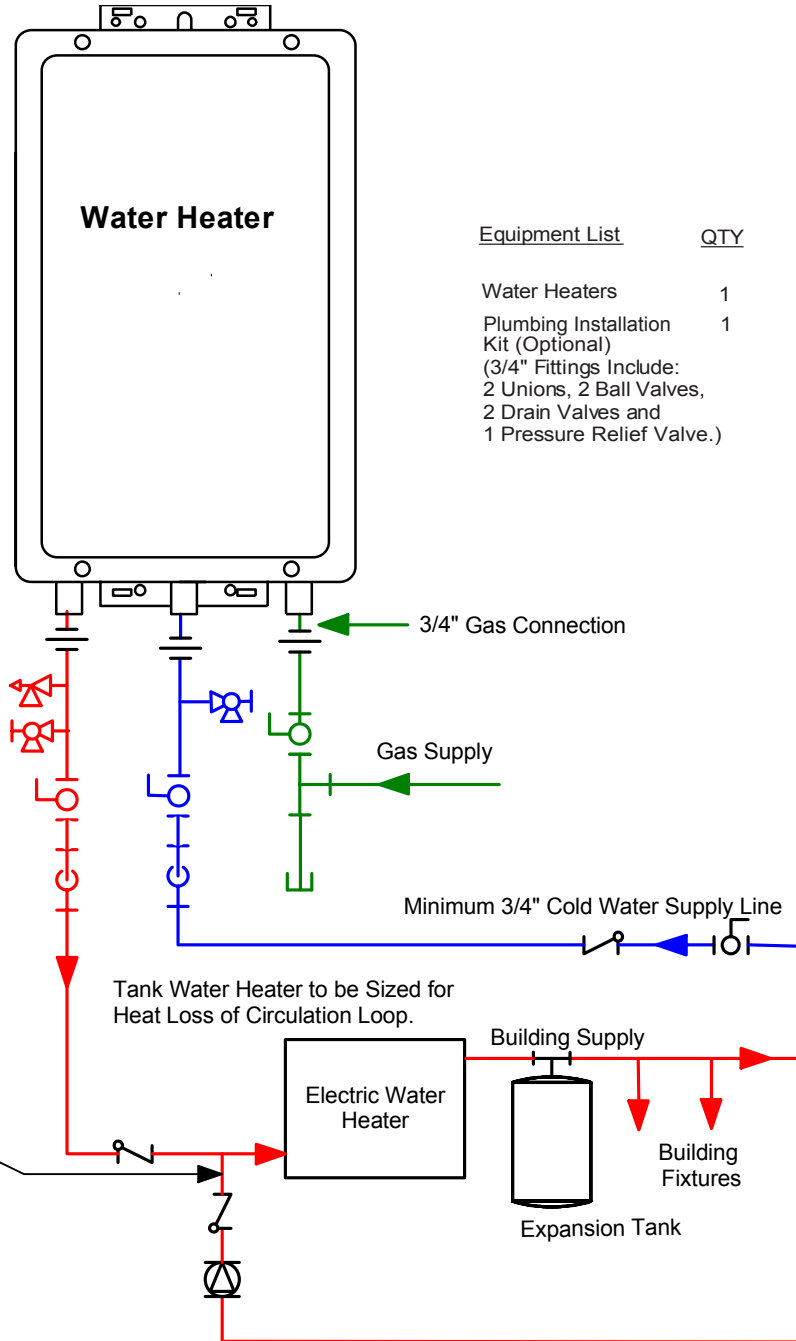 Water Heater
Equipment List QTY
Water Heaters 1
Plumbing Installation 1
Kit (Optional)
(3/4" Fittings Include:
2 Unions, 2 Ball Valves,
2 Drain Valves and
1 Pressure Relief Valve.)
3/4" Gas Connection
Gas Supply
Minimum 3/4" Cold Water Supply Line
Tank Water Heater to be Sized for
Heat Loss of Circulation Loop.
Building Supply
Electric Water
Heater
Building
Fixtures
Expansion Tank